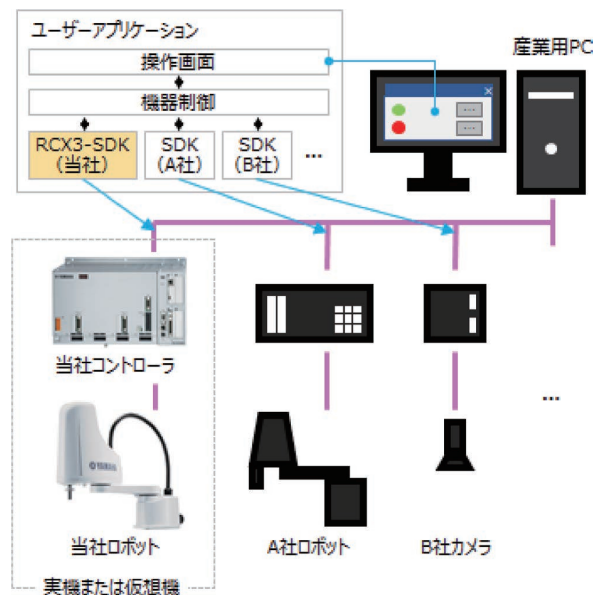 ユーザーアプリケーション
操作画面
機器制御
RCX3-SDK
(当社)
SDK
(A社)
SDK
(B社)
...
産業用PC
当社コントローラ
...
YAMAHA
当社ロボット
A社ロボット
B社カメラ
実機または仮想機